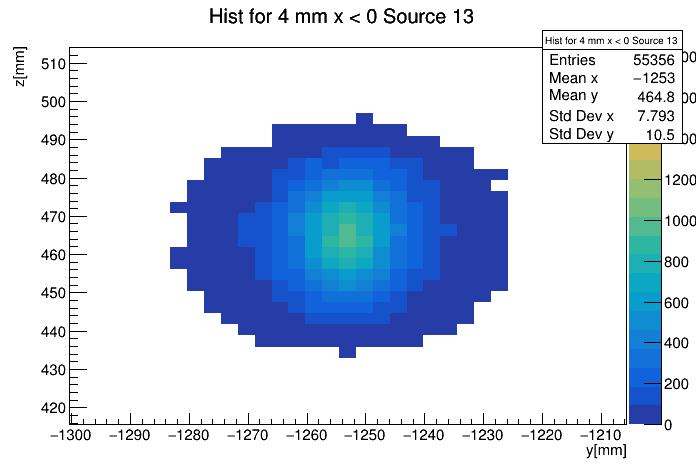 Hist for 4 mm x < 0 Source 13
Hist for 4 mm x < 0 Source 13
Entries 55356
Mean x −1253
Mean y 464.8
Std Dev x 7.793
Std Dev y 10.5
z[mm]
510
500
490
480
470
460
450
440
430
420
1200
1000
800
600
400
200
0
−1300 −1290 −1280 −1270 −1260 −1250 −1240 −1230 −1220 −1210
y[mm]